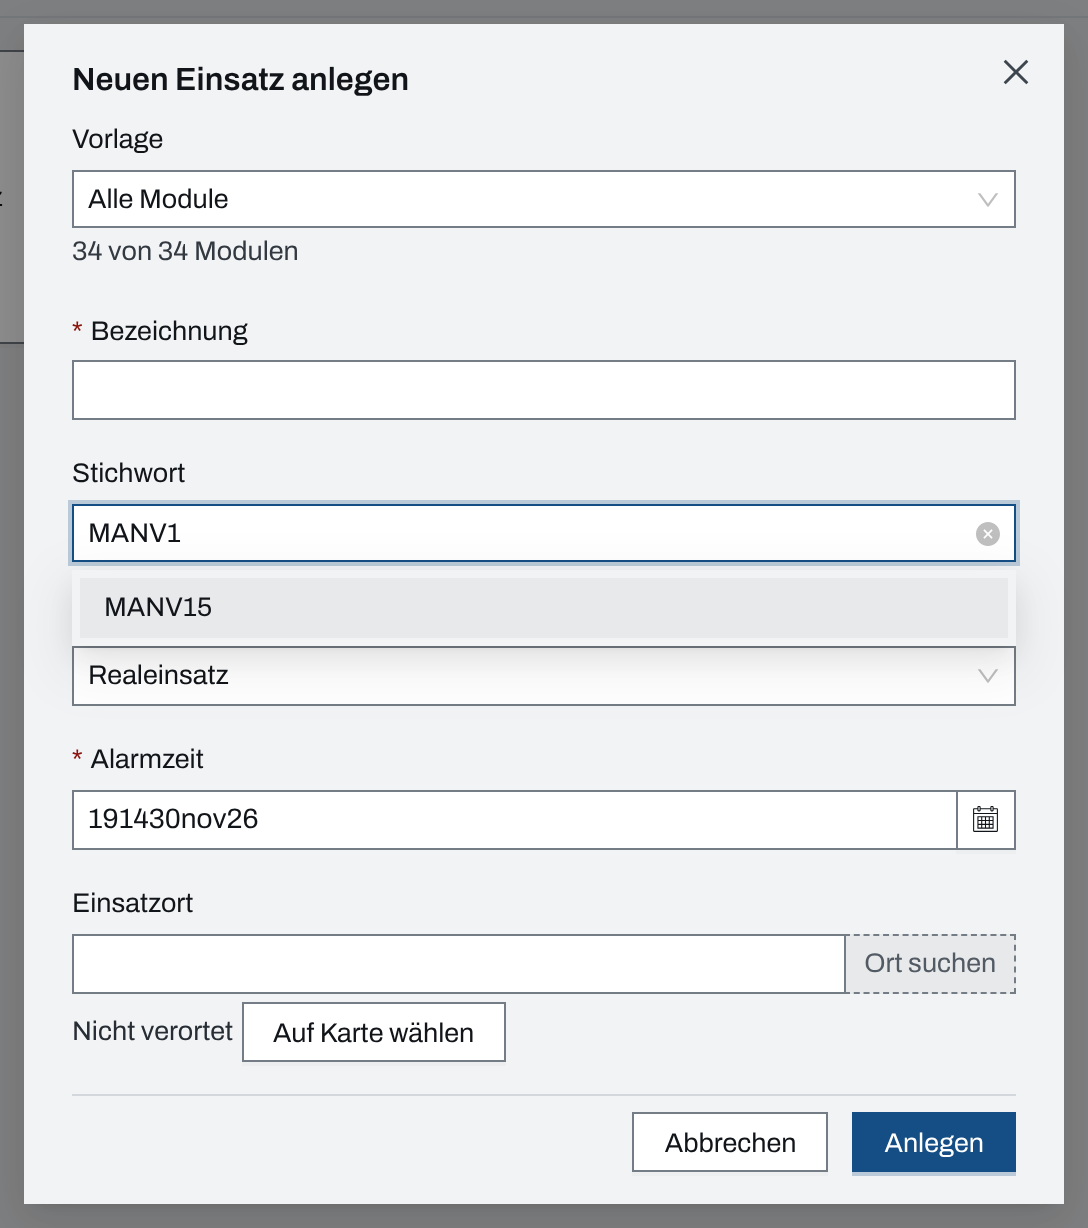 Neuen Einsatz anlegen
Vorlage
Alle Module
34 von 34 Modulen
* Bezeichnung
Stichwort
MANV1
MANV15
Realeinsatz
* Alarmzeit
191430nov26
Einsatzort
Ort suchen
Nicht verortet
Auf Karte wählen
Abbrechen
Anlegen